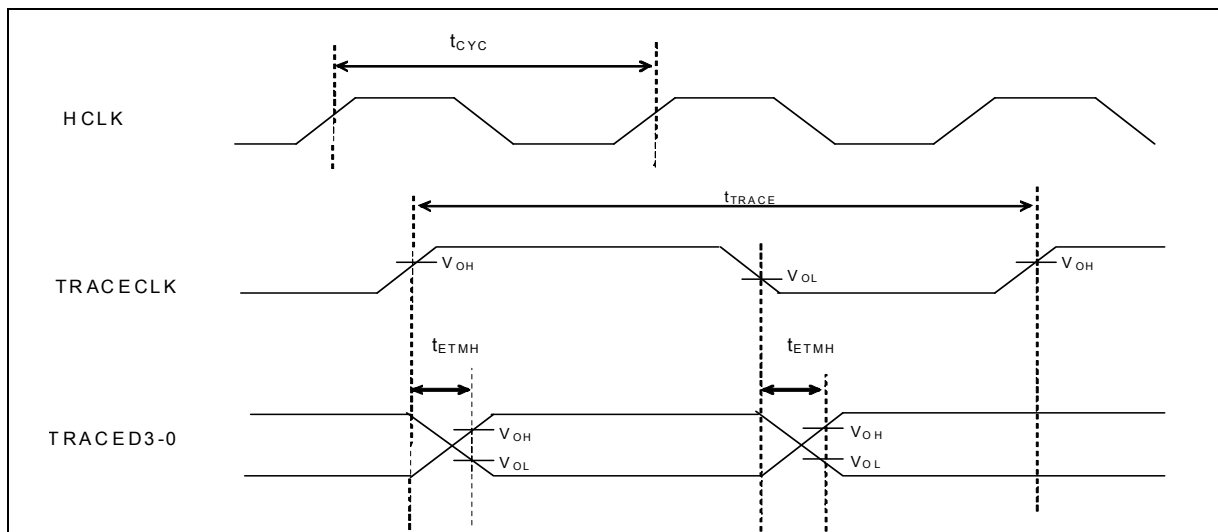 tCYC
HCLK
tTRACE
VOH
VOL
VOH
TRACECLK
tETMH
tETMH
TRACED3-0
VOH
VOH
VOL
VOL